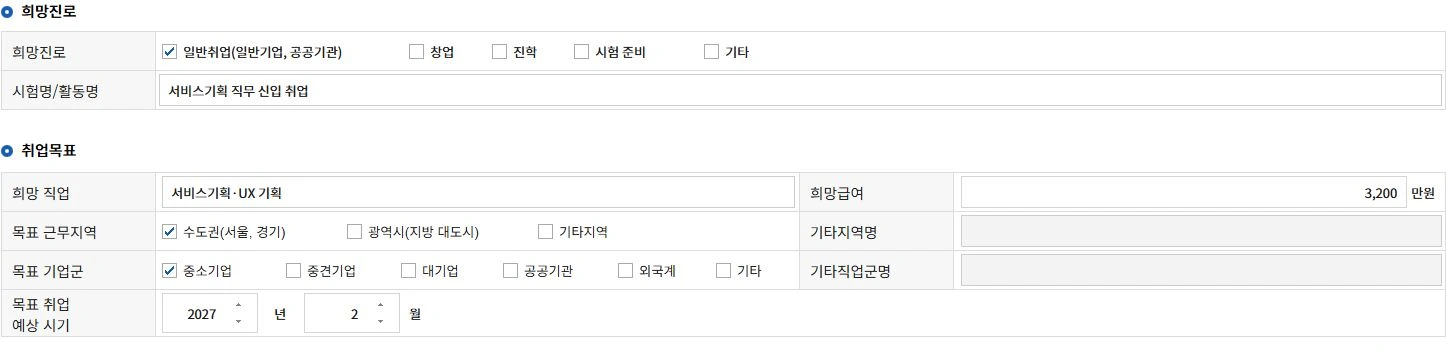 희망진로
희망진로 일반취업(일반기업, 공공기관) 창업 진학 시험 준비 기타
시험명/활동명 서비스기획 직무 신입 취업
취업목표
희망 직업 서비스기획·UX 기획 희망급여 3,200 만원
목표 근무지역 수도권(서울, 경기) 광역시(지방 대도시) 기타지역 기타지역명
목표 기업군 중소기업 중견기업 대기업 공공기관 외국계 기타 기타직업군명
목표 취업
예상 시기 2027 년 2 월